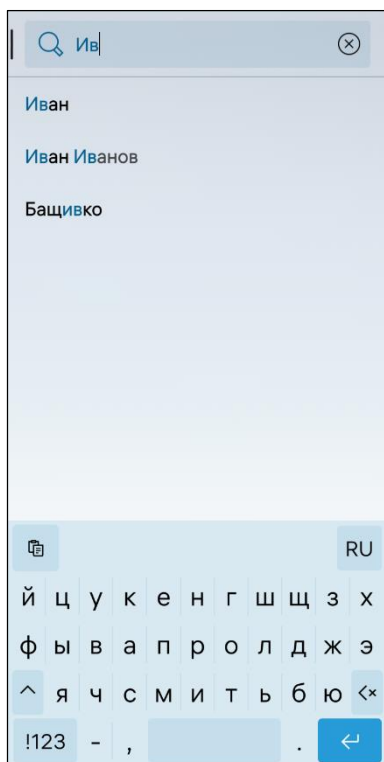 Ив
Иван
Иван Иванов
Бащивко
RU
й ц у к е н г ш щ з х
ф ы в а п р о л д ж э
я ч с м и т ь б ю
!123 - , .